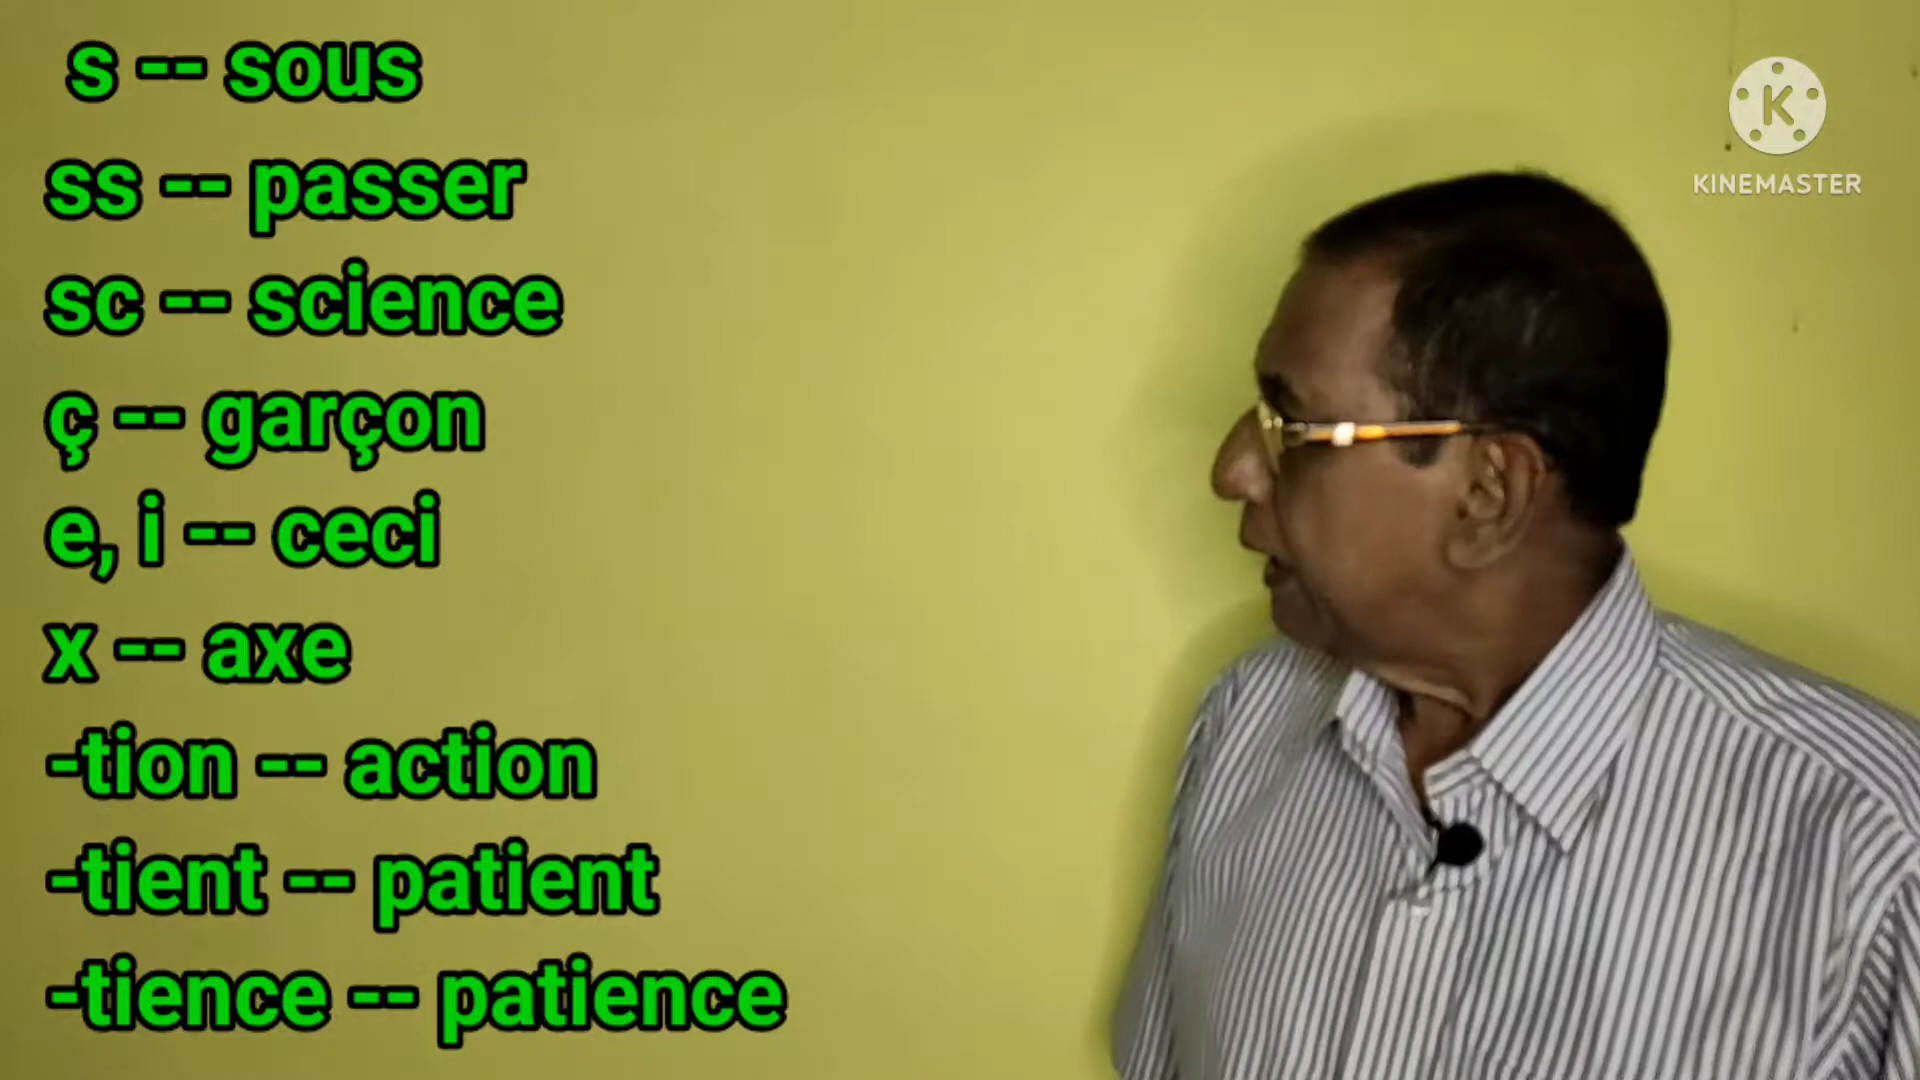 s -- sous
ss -- passer
sc -- science
ç -- garçon
e, i -- ceci
x -- axe
-tion -- action
-tient -- patient
-tience -- patience
K
KINEMASTER